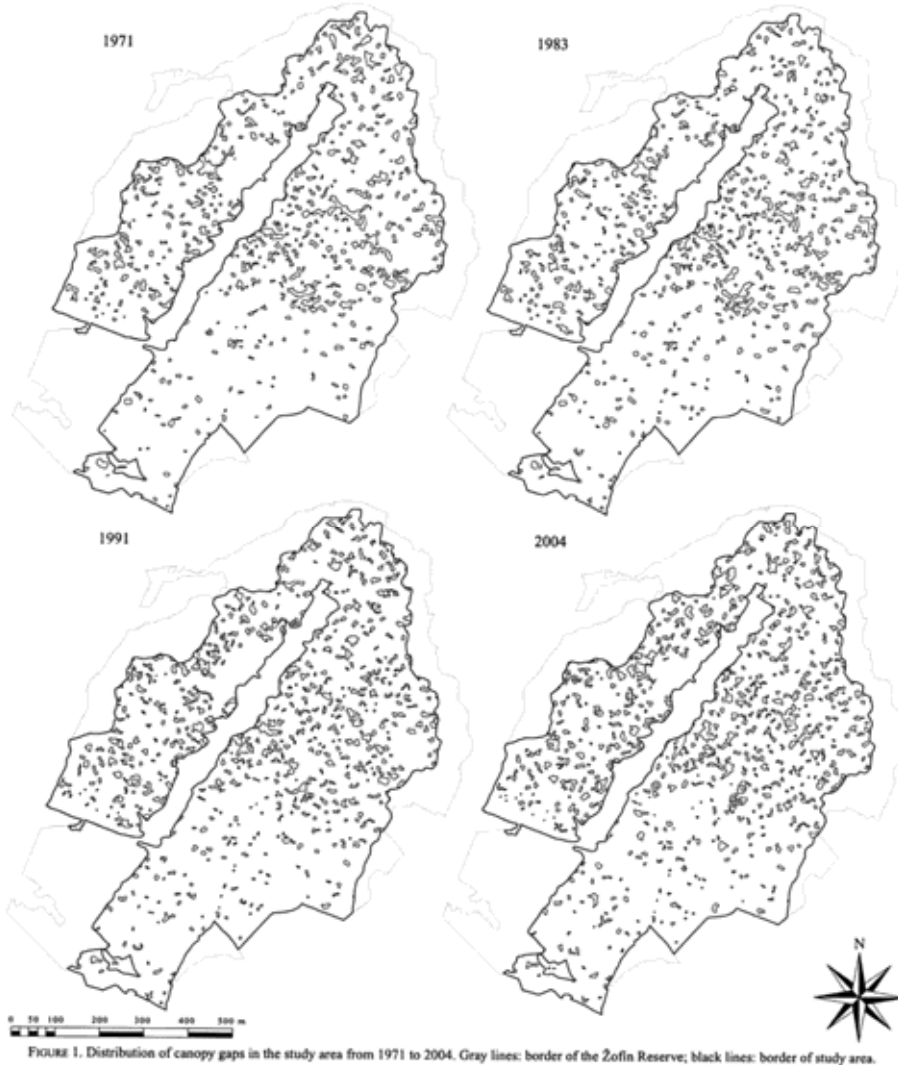 1971
1983
1991
2004
N
0 50 100 200 300 400 500 m
FIGURE 1. Distribution of canopy gaps in the study area from 1971 to 2004. Gray lines: border of the Žofín Reserve; black lines: border of study area.